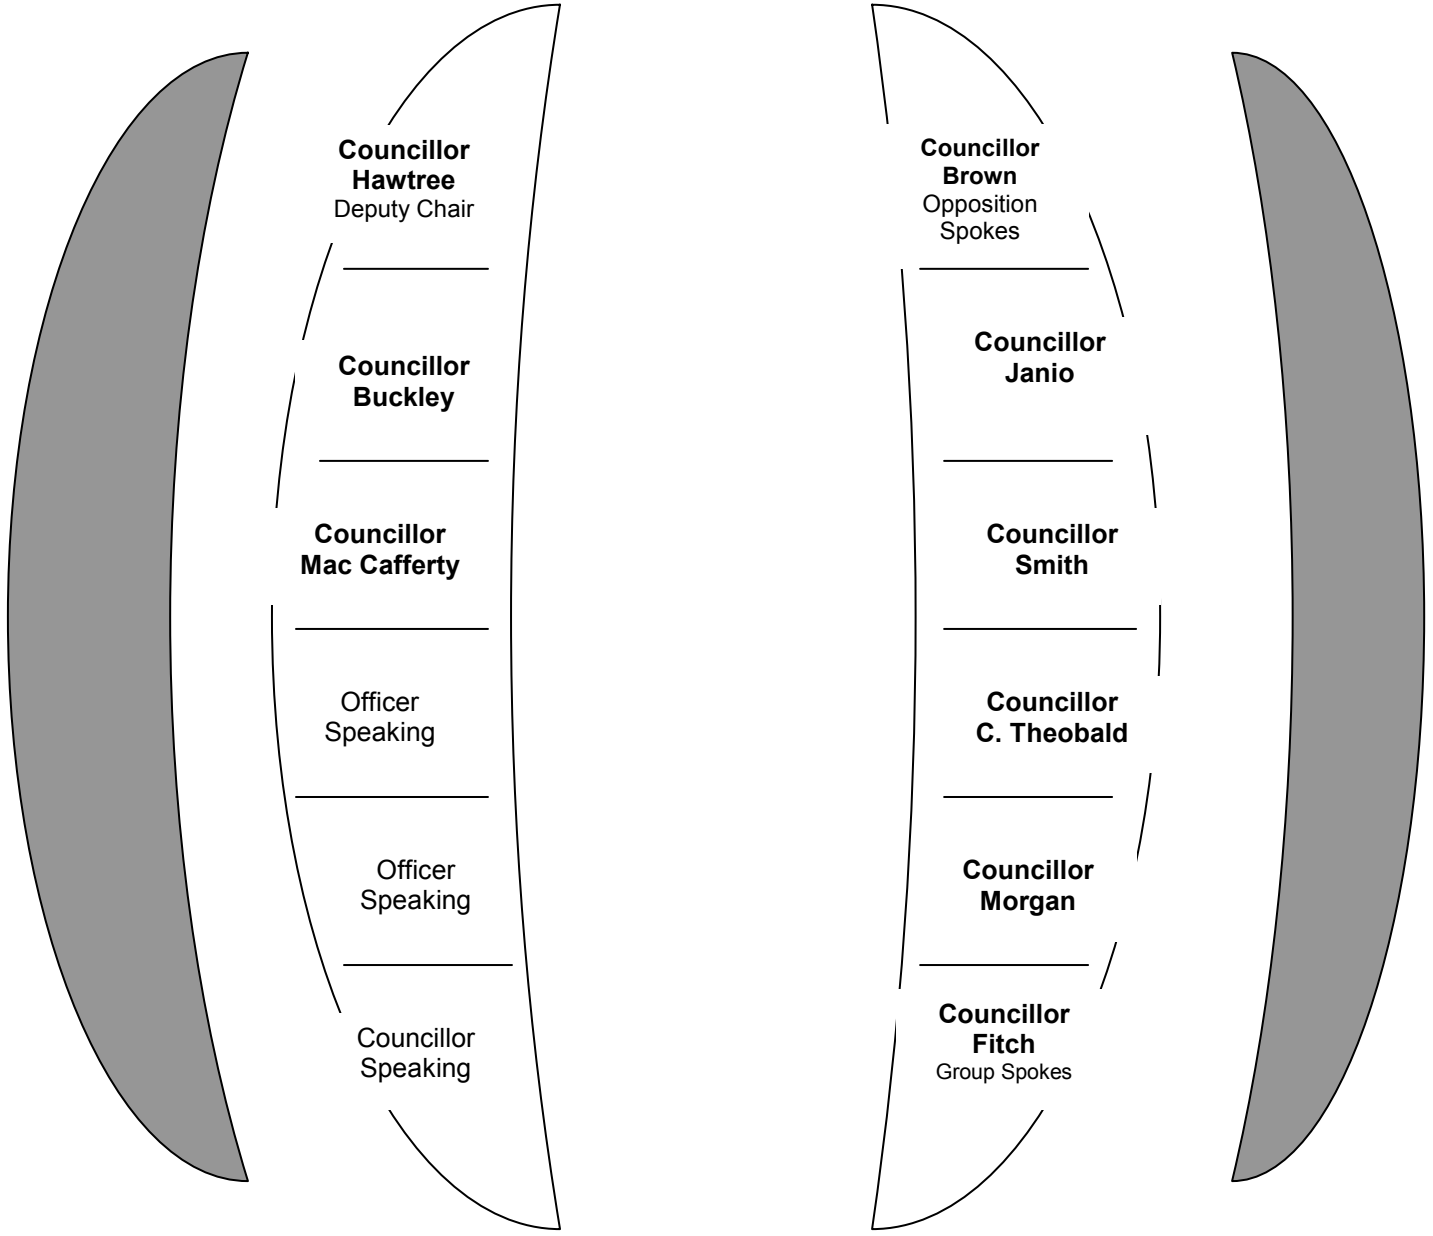 Councillor
Hawtree
Deputy Chair
Councillor
Buckley
Councillor
Mac Cafferty
Officer
Speaking
Officer
Speaking
Councillor
Speaking
Councillor
Brown
Opposition
Spokes
Councillor
Janio
Councillor
Smith
Councillor
C. Theobald
Councillor
Morgan
Councillor
Fitch
Group Spokes